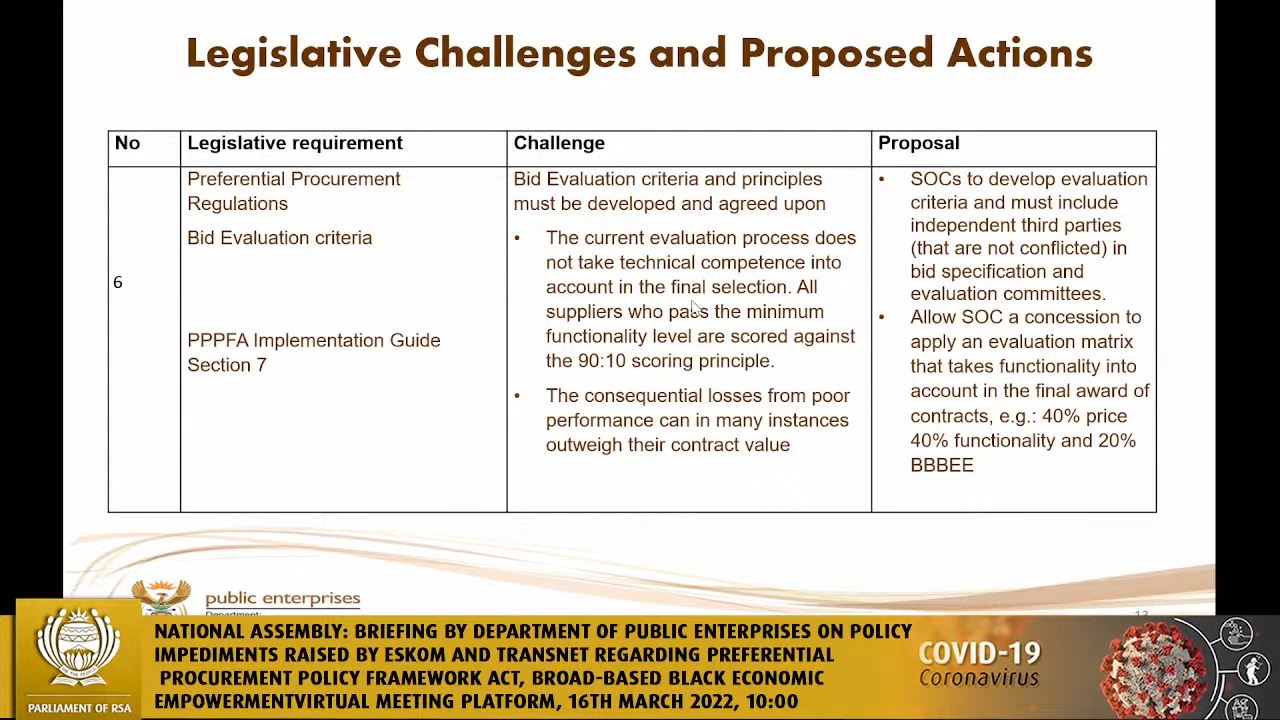 Legislative Challenges and Proposed Actions
No
Legislative requirement
Challenge
Proposal
6
Preferential Procurement
Regulations
Bid Evaluation criteria
PPPFA Implementation Guide
Section 7
Bid Evaluation criteria and principles
must be developed and agreed upon
• The current evaluation process does
not take technical competence into
account in the final selection. All
suppliers who pass the minimum
functionality level are scored against
the 90:10 scoring principle.
• The consequential losses from poor
performance can in many instances
outweigh their contract value
• SOCs to develop evaluation
criteria and must include
independent third parties
(that are not conflicted) in
bid specification and
evaluation committees.
• Allow SOC a concession to
apply an evaluation matrix
that takes functionality into
account in the final award of
contracts, e.g.: 40% price
40% functionality and 20%
BBBEE
public enterprises
Department:
13
PARLIAMENT OF RSA
NATIONAL ASSEMBLY: BRIEFING BY DEPARTMENT OF PUBLIC ENTERPRISES ON POLICY
IMPEDIMENTS RAISED BY ESKOM AND TRANSNET REGARDING PREFERENTIAL
PROCUREMENT POLICY FRAMEWORK ACT, BROAD-BASED BLACK ECONOMIC
EMPOWERMENTVIRTUAL MEETING PLATFORM, 16TH MARCH 2022, 10:00
COVID-19
Coronavirus